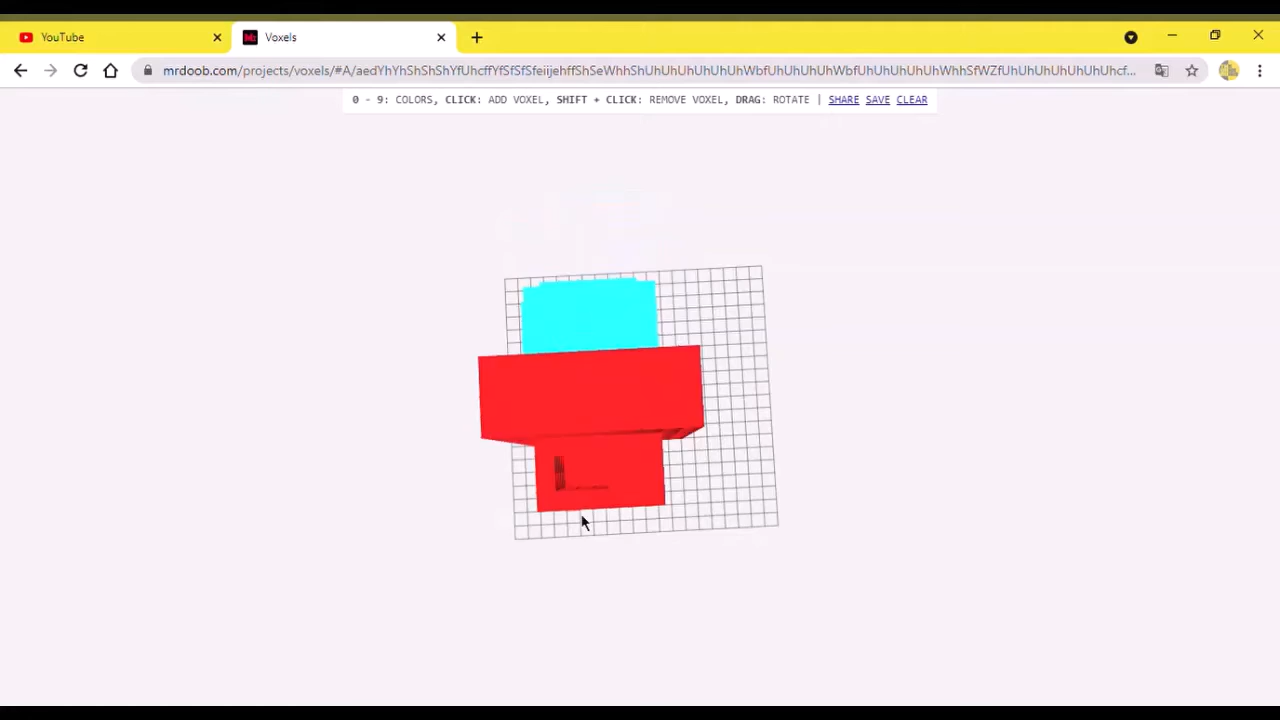 YouTube
Voxels
mrdoob.com/projects/voxels/#A/aedYhYhShShShShYfUhcffYfSfSfSfeiijehffShSeWhhShUhUhUhUhUhUhWbfUhUhUhUhWbfUhUhUhUhUhUhWhhSfWZfUhUhUhUhUhUhUhcf...
0 - 9: COLORS, CLICK: ADD VOXEL, SHIFT + CLICK: REMOVE VOXEL, DRAG: ROTATE | SHARE SAVE CLEAR